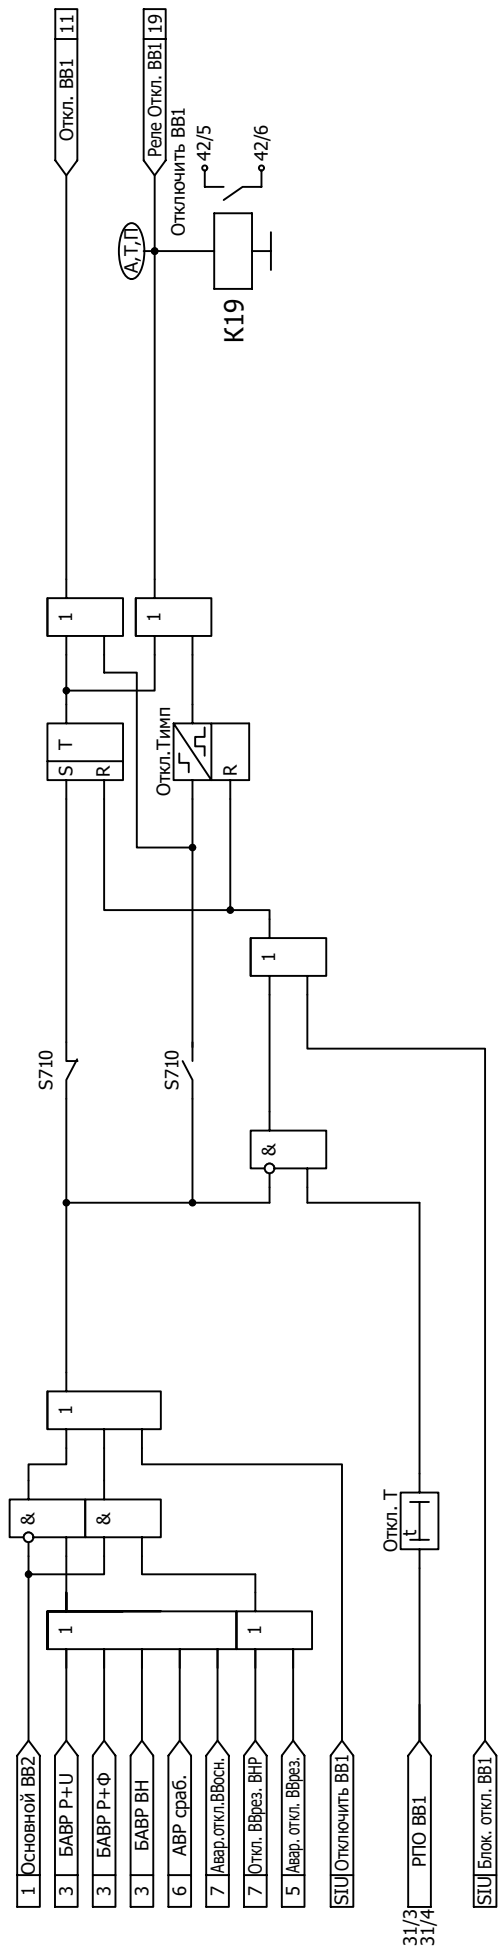 1 Основной ВВ2
3 БАВР P+U
3 БАВР Р+Ф
3 БАВР ВН
6 АВР сраб.
7 Авар.откл.ВВосн.
7 Откл. ВВрез. ВНР
5 Авар. откл. ВВрез.
SIU Отключить ВВ1
31/3
31/4
РПО ВВ1
SIU Блок. откл. ВВ1
1
1
&
&
1
Откл. Т
t
S710
S710
&
1
S T
R
Откл.Тимп
R
1
1
А,Т,П
К19
Отключить ВВ1
42/5
42/6
Откл. ВВ1 11
Реле Откл. ВВ1 19